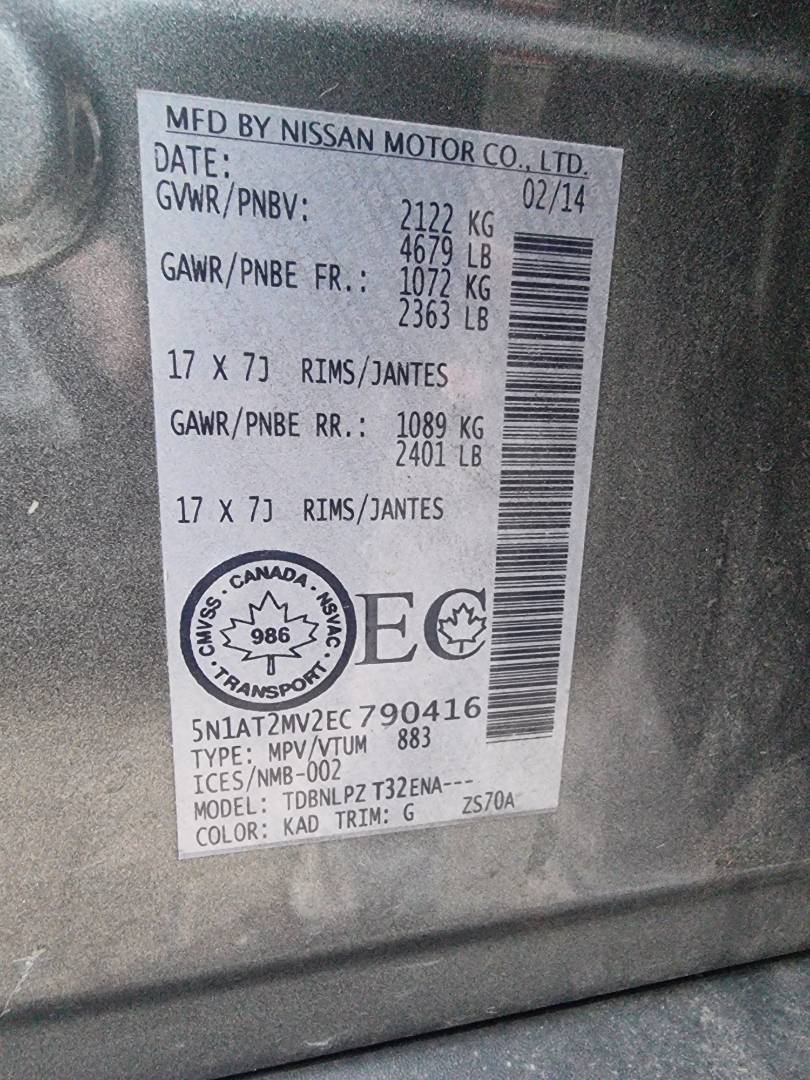 MFD BY NISSAN MOTOR CO., LTD.
DATE: 02/14
GVWR/PNBV: 2122 KG
4679 LB
GAWR/PNBE FR.: 1072 KG
2363 LB
17 X 7J RIMS/JANTES
GAWR/PNBE RR.: 1089 KG
2401 LB
17 X 7J RIMS/JANTES
CMVSS · CANADA · NSVAC · TRANSPORT ·
986
EC
5N1AT2MV2EC790416
TYPE: MPV/VTUM 883
ICES/NMB-002
MODEL: TDBNLPZ T32ENA---
COLOR: KAD TRIM: G ZS70A